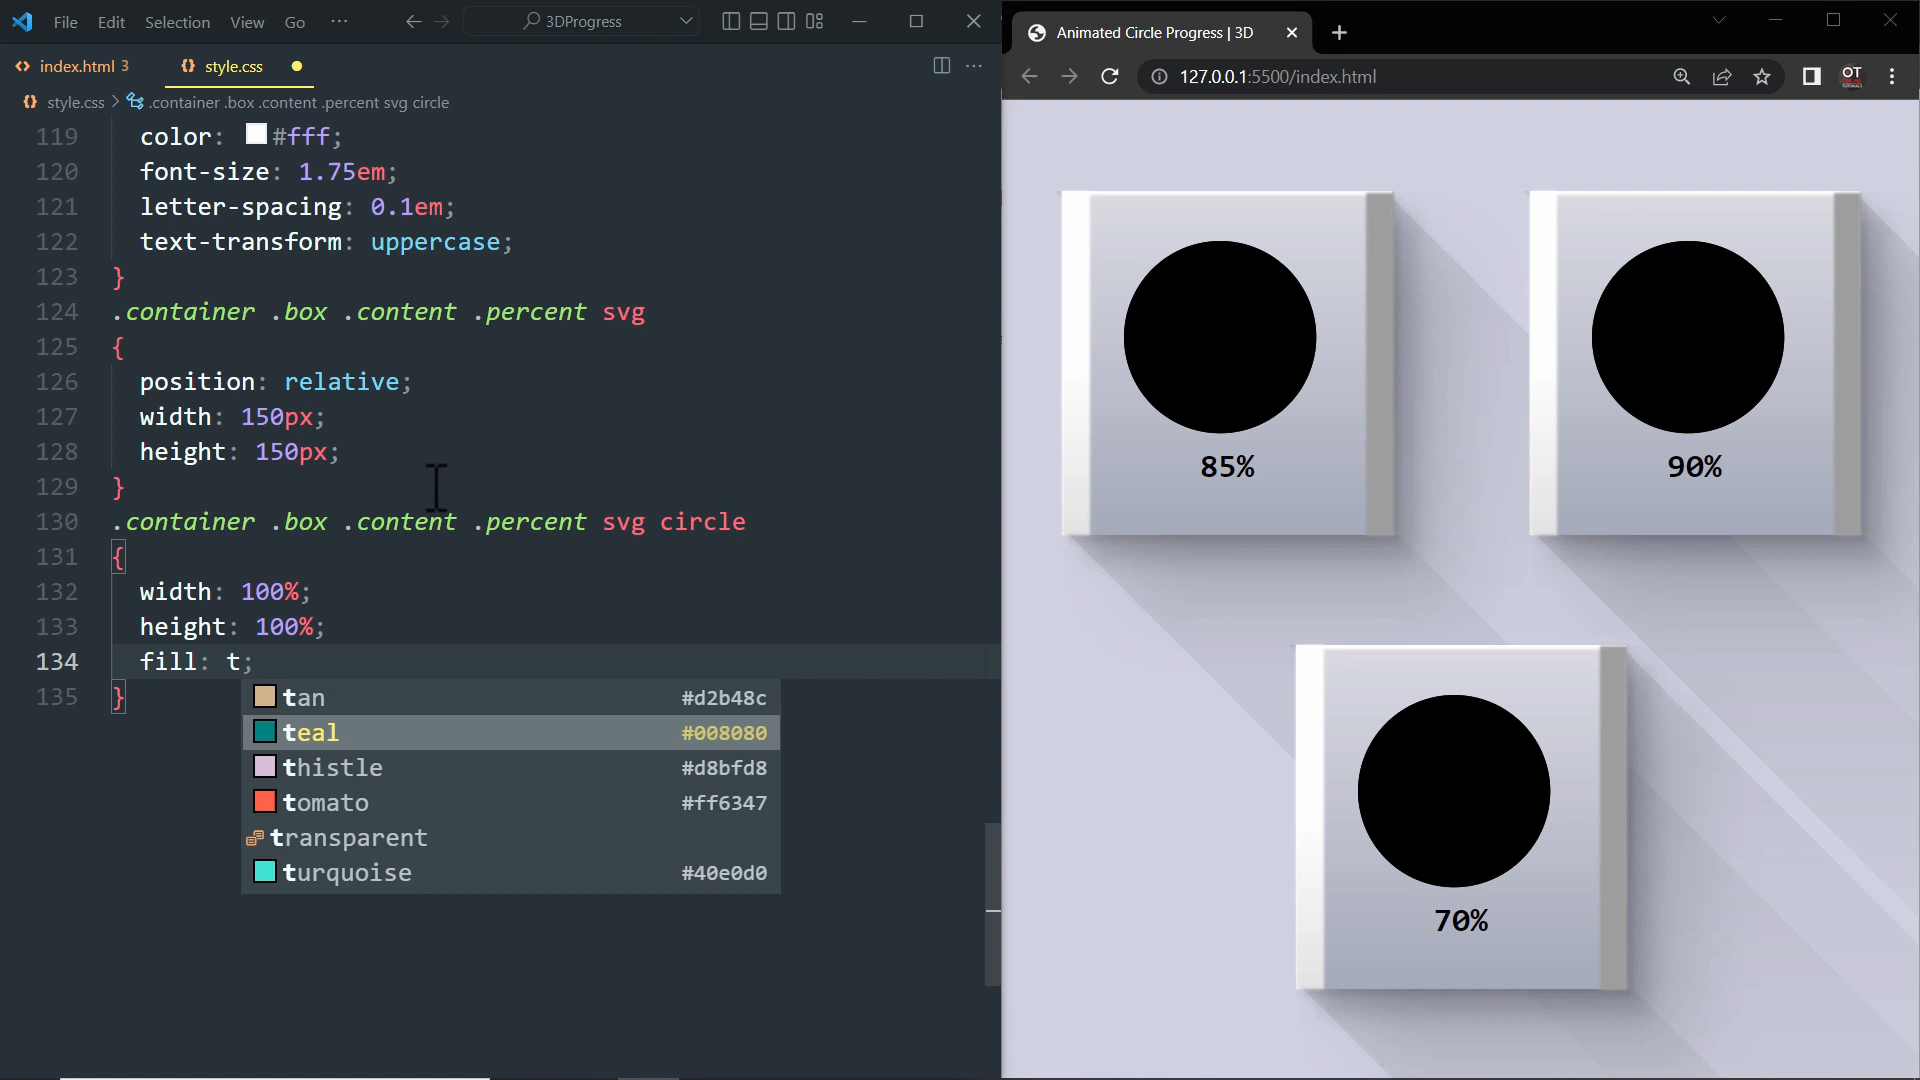 File Edit Selection View Go ··· 3DProgress
index.html 3 style.css
style.css > .container .box .content .percent svg circle
119 color: #fff;
120 font-size: 1.75em;
121 letter-spacing: 0.1em;
122 text-transform: uppercase;
123 }
124 .container .box .content .percent svg
125 {
126 position: relative;
127 width: 150px;
128 height: 150px;
129 }
130 .container .box .content .percent svg circle
131 {
132 width: 100%;
133 height: 100%;
134 fill: t;
135 }
tan #d2b48c
teal #008080
thistle #d8bfd8
tomato #ff6347
transparent
turquoise #40e0d0
Animated Circle Progress | 3D
127.0.0.1:5500/index.html
OT
85%
90%
70%